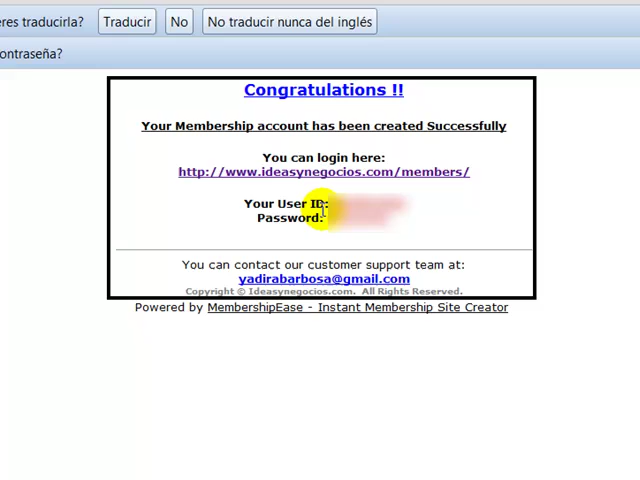 eres traducirla? Traducir No No traducir nunca del inglés
ontraseña?
Congratulations !!
Your Membership account has been created Successfully
You can login here:
http://www.ideasynegocios.com/members/
Your User ID:
Password:
You can contact our customer support team at:
yadirabarbosa@gmail.com
Copyright © Ideasynegocios.com. All Rights Reserved.
Powered by MembershipEase - Instant Membership Site Creator